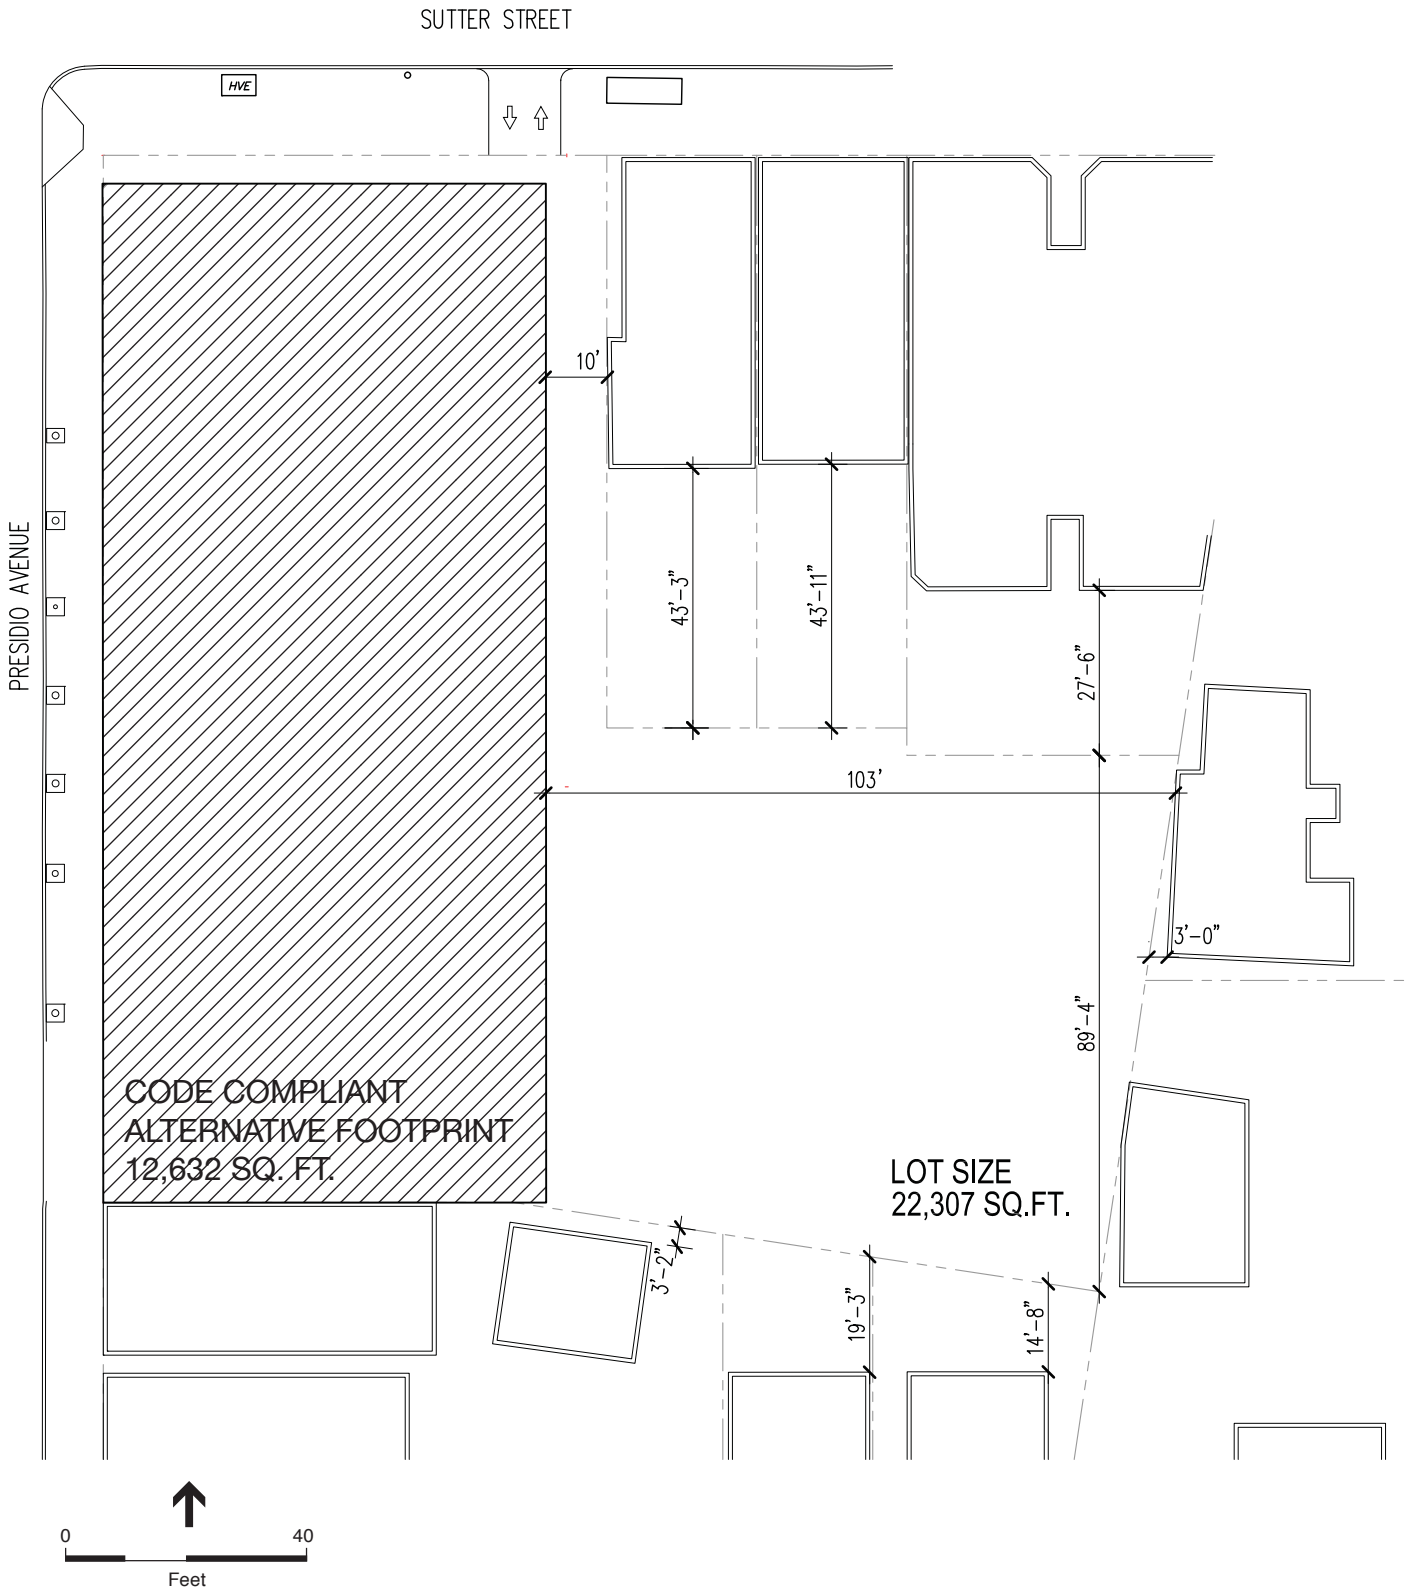 SUTTER STREET
HVE
10'
PRESIDIO AVENUE
43'-3"
43'-11"
27'-6"
103'
3'-0"
89'-4"
CODE COMPLIANT
ALTERNATIVE FOOTPRINT
12,632 SQ. FT.
LOT SIZE
22,307 SQ.FT.
3'-2"
19'-3"
14'-8"
0 40
Feet